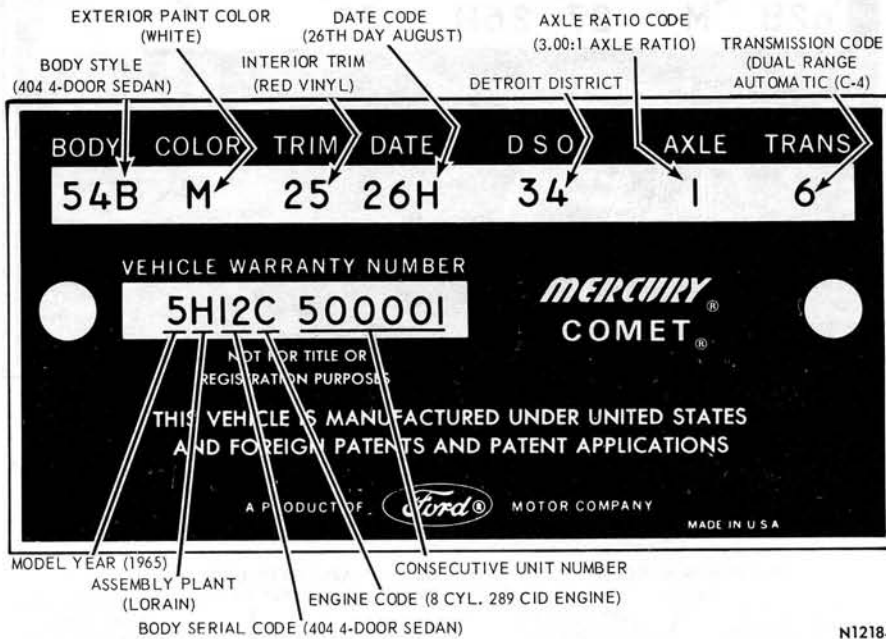 EXTERIOR PAINT COLOR
(WHITE)
DATE CODE
(26TH DAY AUGUST)
AXLE RATIO CODE
(3.00:1 AXLE RATIO)
TRANSMISSION CODE
(DUAL RANGE
AUTOMATIC (C-4)
BODY STYLE
(404 4-DOOR SEDAN)
INTERIOR TRIM
(RED VINYL)
DETROIT DISTRICT
BODY COLOR TRIM DATE D S O AXLE TRANS
54B M 25 26H 34 1 6
VEHICLE WARRANTY NUMBER
5H12C 500001
NOT FOR TITLE OR
REGISTRATION PURPOSES
MERCURY ®
COMET ®
THIS VEHICLE IS MANUFACTURED UNDER UNITED STATES
AND FOREIGN PATENTS AND PATENT APPLICATIONS
A PRODUCT OF Ford ® MOTOR COMPANY
MADE IN U S A
MODEL YEAR (1965)
ASSEMBLY PLANT
(LORAIN)
BODY SERIAL CODE (404 4-DOOR SEDAN)
ENGINE CODE (8 CYL. 289 CID ENGINE)
CONSECUTIVE UNIT NUMBER